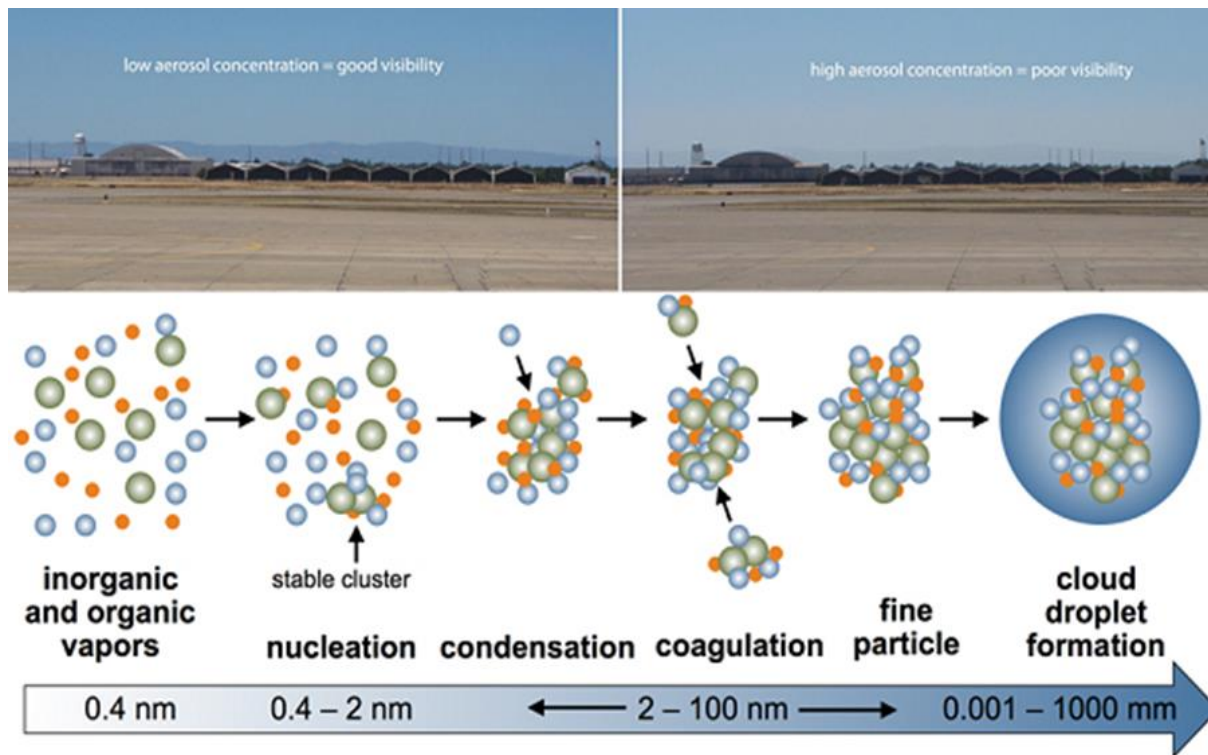 low aerosol concentration = good visibility
high aerosol concentration = poor visibility
stable cluster
inorganic
and organic
vapors
nucleation
condensation
coagulation
fine
particle
cloud
droplet
formation
0.4 nm
0.4 – 2 nm
2 – 100 nm
0.001 – 1000 mm